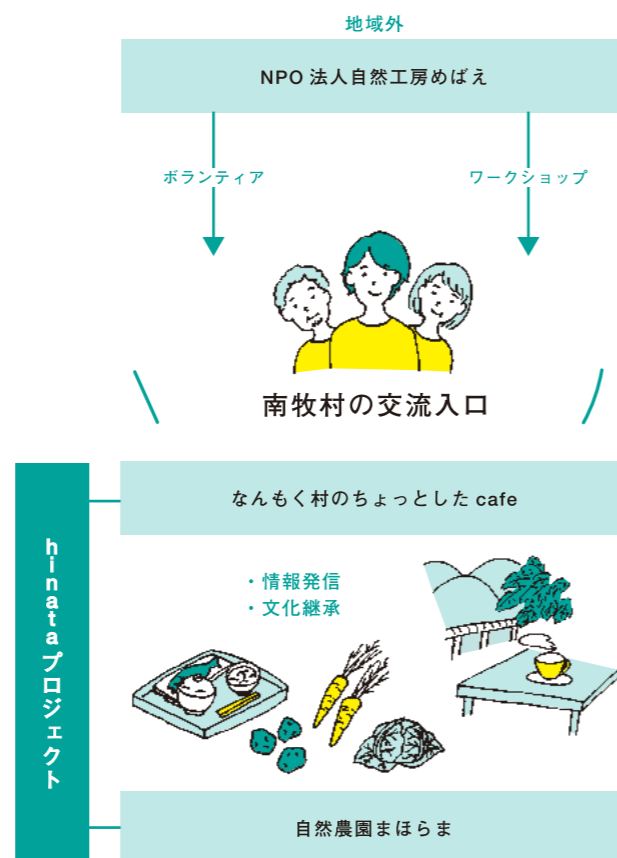 地域外
NPO 法人自然工房めばえ
ボランティア
ワークショップ
南牧村の交流入口
hinataプロジェクト
なんもく村のちょっとした cafe
・情報発信
・文化継承
自然農園まほらま